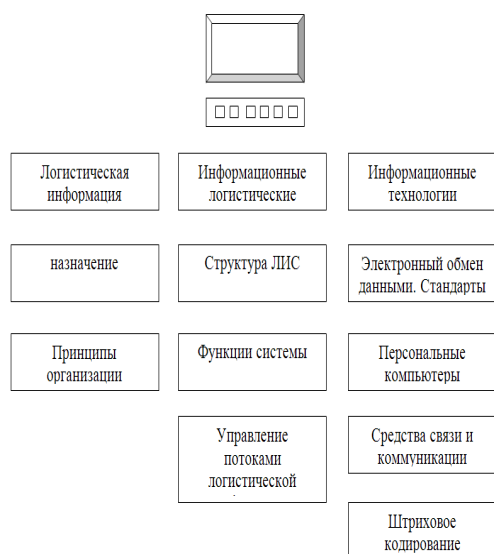 Логистическая
информация
Информационные
логистические
Информационные
технологии
назначение
Структура ЛИС
Электронный обмен
данными. Стандарты
Принципы
организации
Функции системы
Персональные
компьютеры
Управление
потоками
логистической
Средства связи и
коммуникации
Штриховое
кодирование